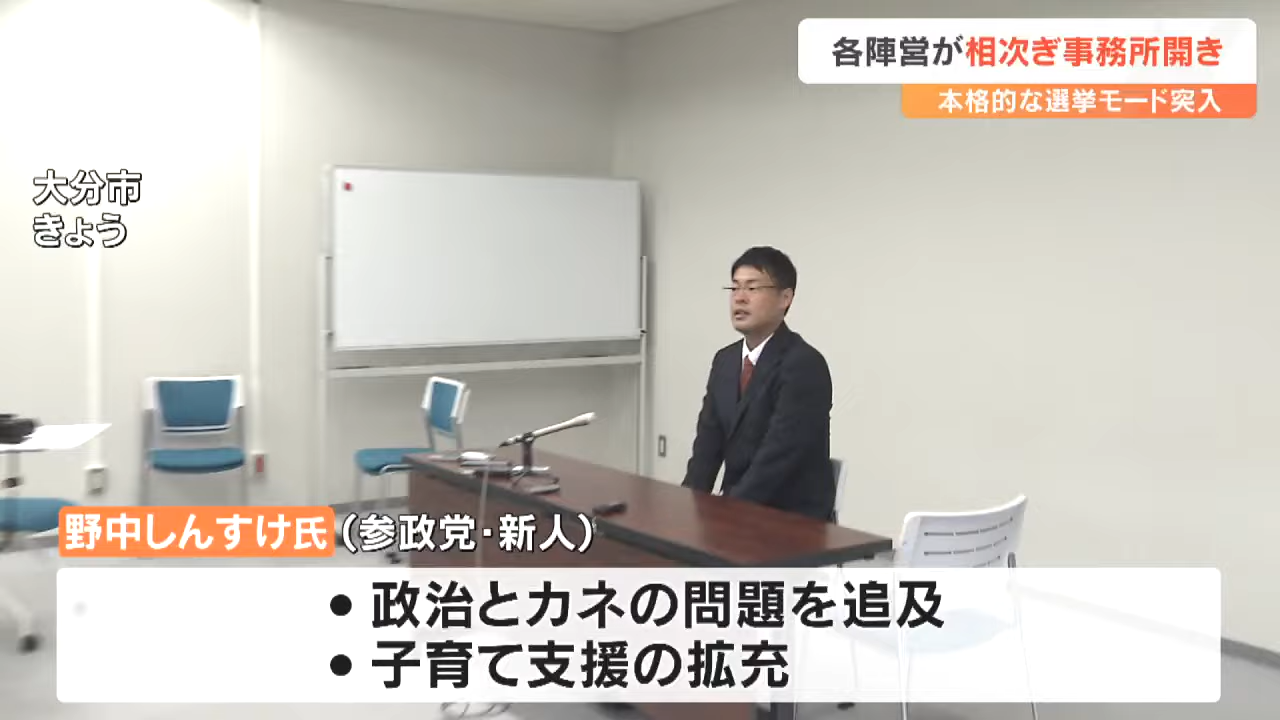 各陣営が相次ぎ事務所開き
本格的な選挙モード突入
大分市
きょう
野中しんすけ氏(参政党・新人)
● 政治とカネの問題を追及
● 子育て支援の拡充